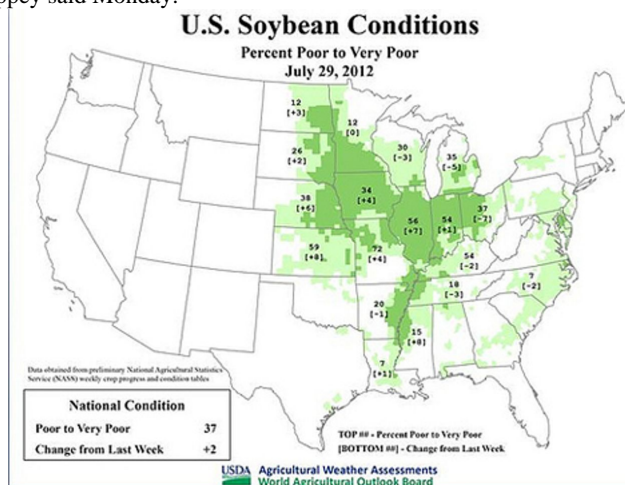 ppey said Monday.
U.S. Soybean Conditions
Percent Poor to Very Poor
July 29, 2012
12
[+3]
12
[0]
26
[+2]
30
[-3]
35
[-5]
38
[+6]
34
[+4]
56
[+7]
54
[+1]
37
[-7]
59
[+8]
72
[+4]
54
[-2]
18
[-3]
7
[-2]
20
[-1]
15
[+8]
7
[+1]
Data obtained from preliminary National Agricultural Statistics
Service (NASS) weekly crop progress and condition tables
National Condition
Poor to Very Poor 37
Change from Last Week +2
TOP ## - Percent Poor to Very Poor
[BOTTOM ##] - Change from Last Week
USDA Agricultural Weather Assessments
World Agricultural Outlook Board